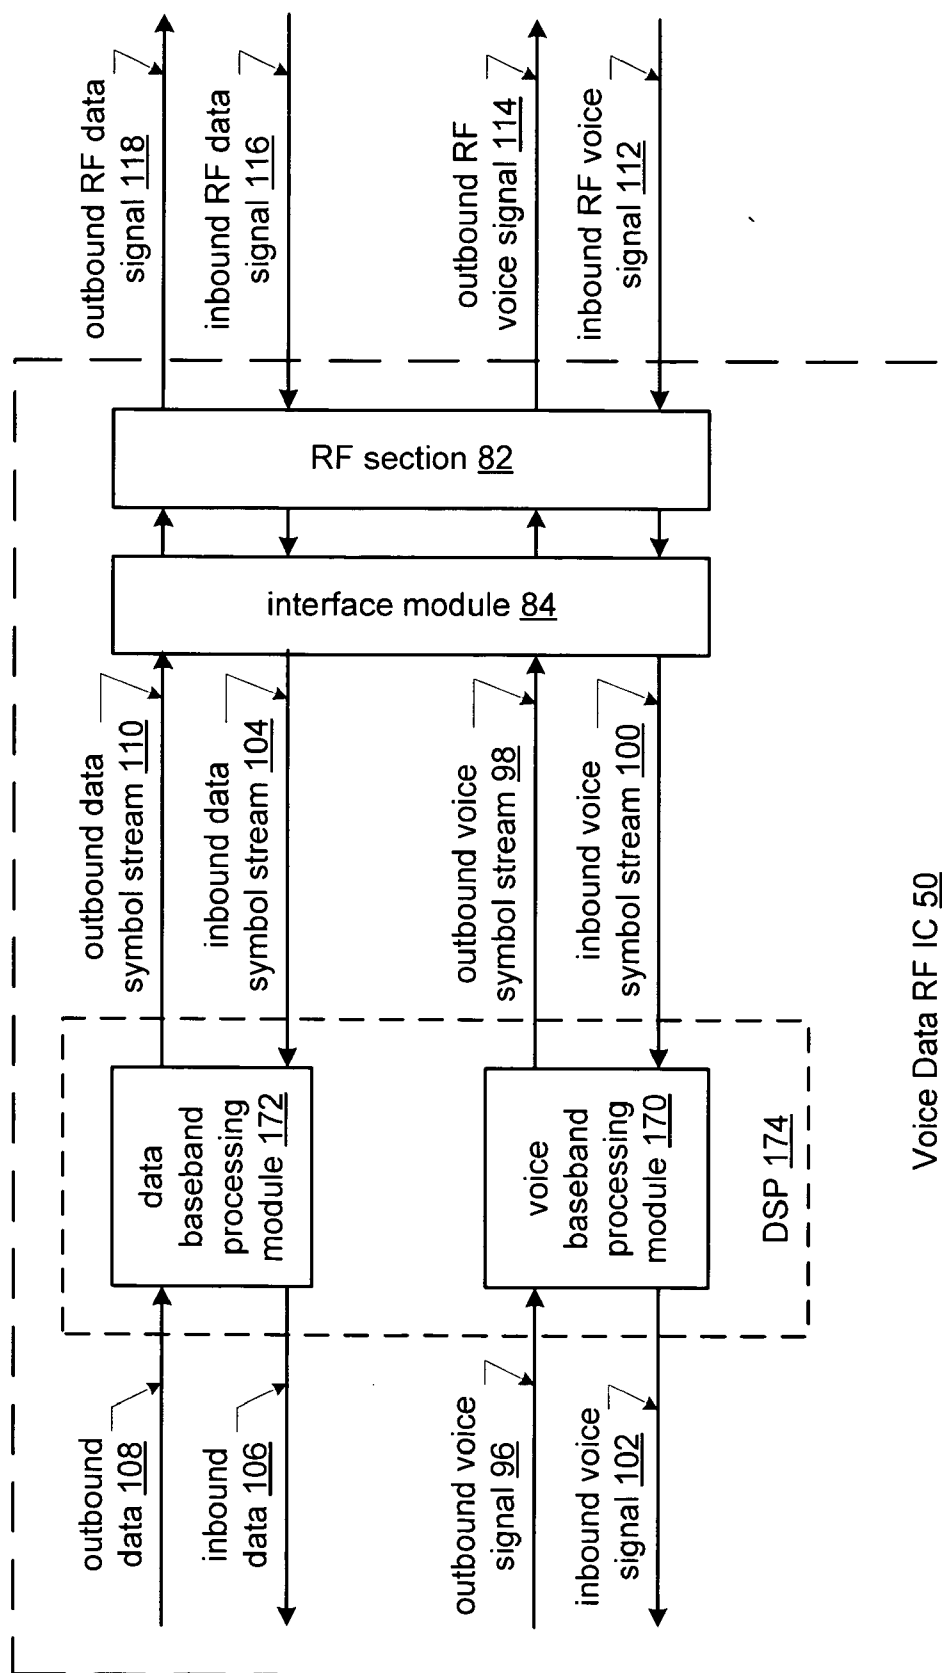 outbound RF data
signal 118
inbound RF data
signal 116
outbound RF
voice signal 114
inbound RF voice
signal 112
RF section 82
interface module 84
outbound data
symbol stream 110
inbound data
symbol stream 104
outbound voice
symbol stream 98
inbound voice
symbol stream 100
data
baseband
processing
module 172
voice
baseband
processing
module 170
DSP 174
outbound
data 108
inbound
data 106
outbound voice
signal 96
inbound voice
signal 102
Voice Data RF IC 50